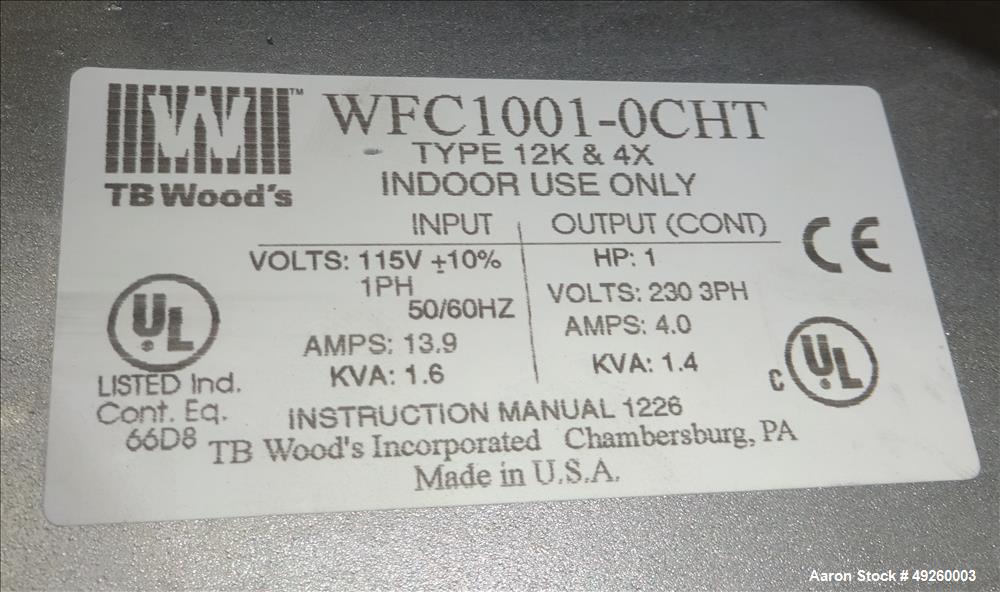 WFC1001-0CHT
TM
TB Wood's
TYPE 12K & 4X
INDOOR USE ONLY
INPUT OUTPUT (CONT)
VOLTS: 115V ±10% HP: 1
1PH VOLTS: 230 3PH
50/60HZ AMPS: 4.0
AMPS: 13.9 KVA: 1.4
KVA: 1.6
CE
UL
LISTED Ind.
Cont. Eq.
66D8
C UL
INSTRUCTION MANUAL 1226
TB Wood's Incorporated Chambersburg, PA
Made in U.S.A.
Aaron Stock # 49260003